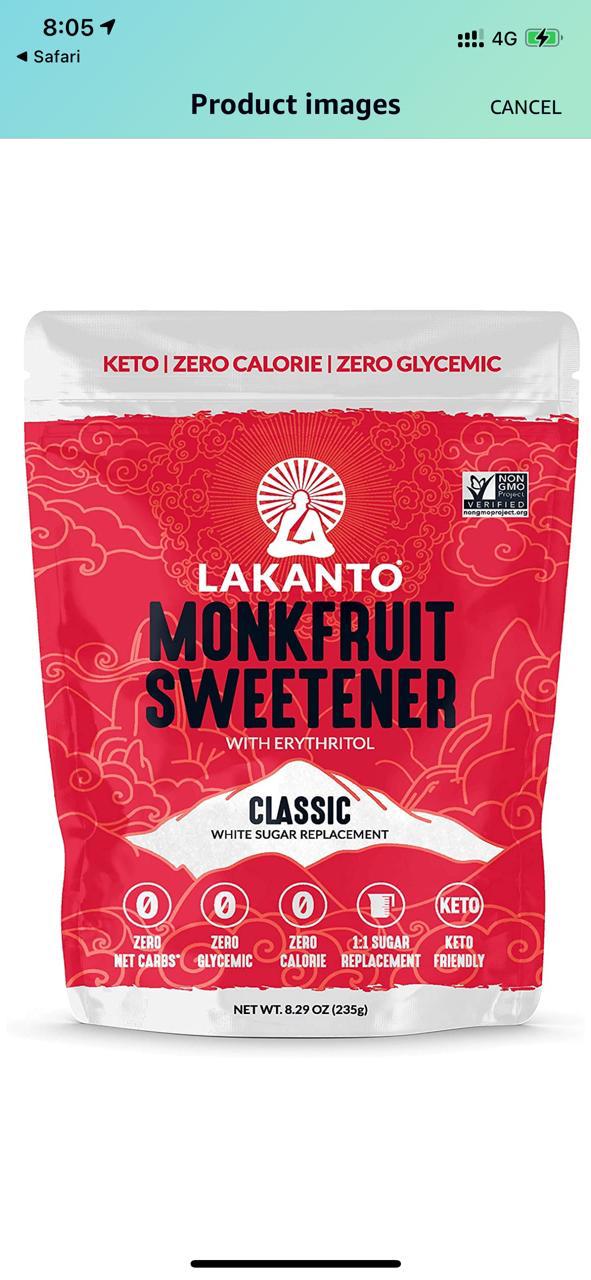 8:05
4G
Safari
Product images
CANCEL
KETO | ZERO CALORIE | ZERO GLYCEMIC
NON
GMO
Project
VERIFIED
nongmoproject.org
LAKANTO®
MONKFRUIT
SWEETENER
WITH ERYTHRITOL
CLASSIC
WHITE SUGAR REPLACEMENT
0 0 0 KETO
ZERO ZERO ZERO 1:1 SUGAR KETO
NET CARBS* GLYCEMIC CALORIE REPLACEMENT FRIENDLY
NET WT. 8.29 OZ (235g)